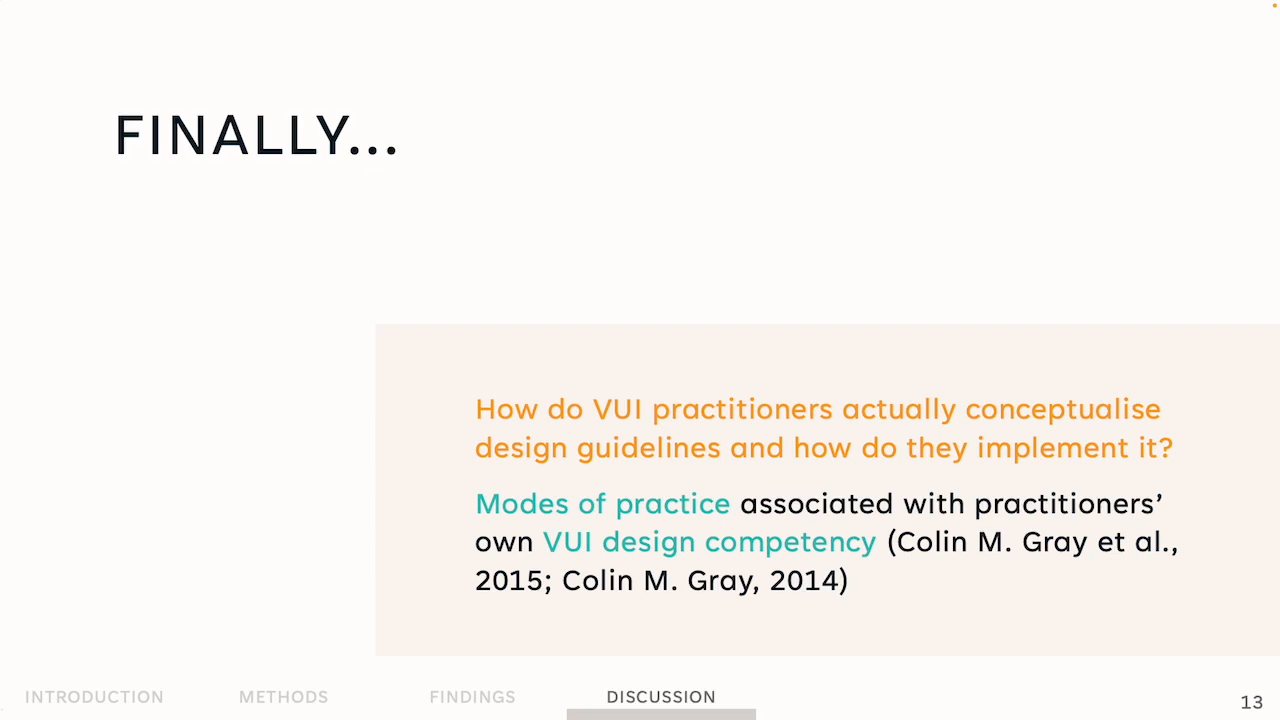 FINALLY...
How do VUI practitioners actually conceptualise
design guidelines and how do they implement it?
Modes of practice associated with practitioners’
own VUI design competency (Colin M. Gray et al.,
2015; Colin M. Gray, 2014)
INTRODUCTION METHODS FINDINGS DISCUSSION 13